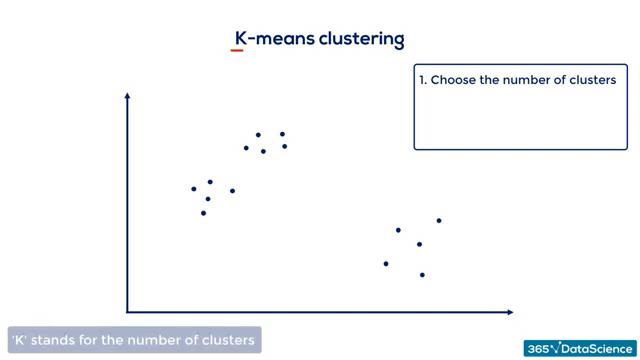 K-means clustering
1. Choose the number of clusters
'K' stands for the number of clusters
365 DataScience